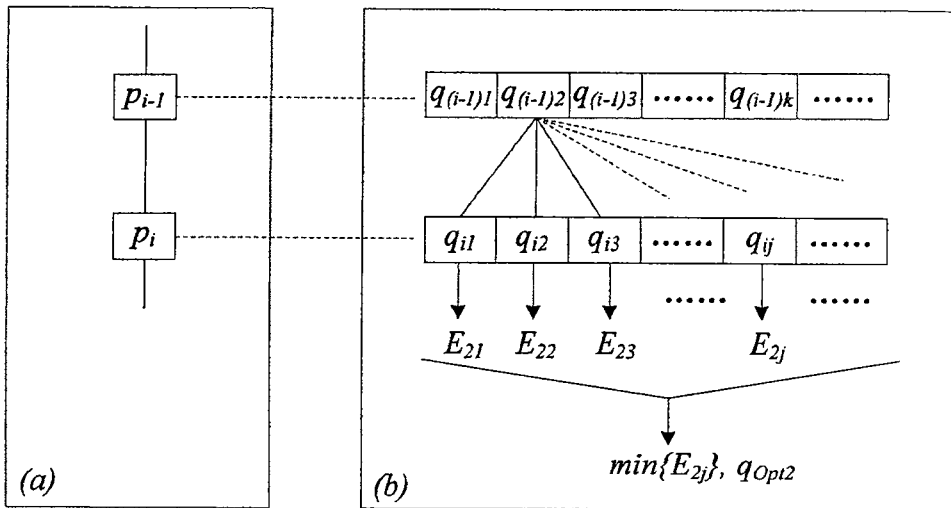 p_{i-1}
p_i
(a)
q_{(i-1)1} q_{(i-1)2} q_{(i-1)3} ...... q_{(i-1)k} ......
q_{i1} q_{i2} q_{i3} ...... q_{ij} ......
...... ......
E_{21} E_{22} E_{23} E_{2j}
min{E_{2j}}, q_{Opt2}
(b)